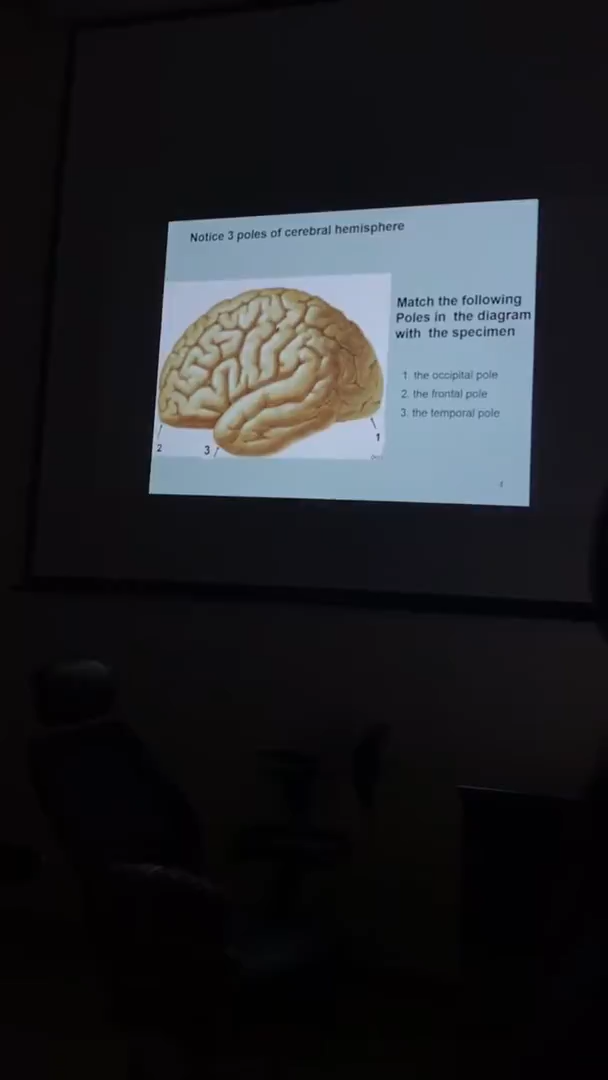 Notice 3 poles of cerebral hemisphere
Match the following
Poles in the diagram
with the specimen
1. the occipital pole
2. the frontal pole
3. the temporal pole
2
3
1
4